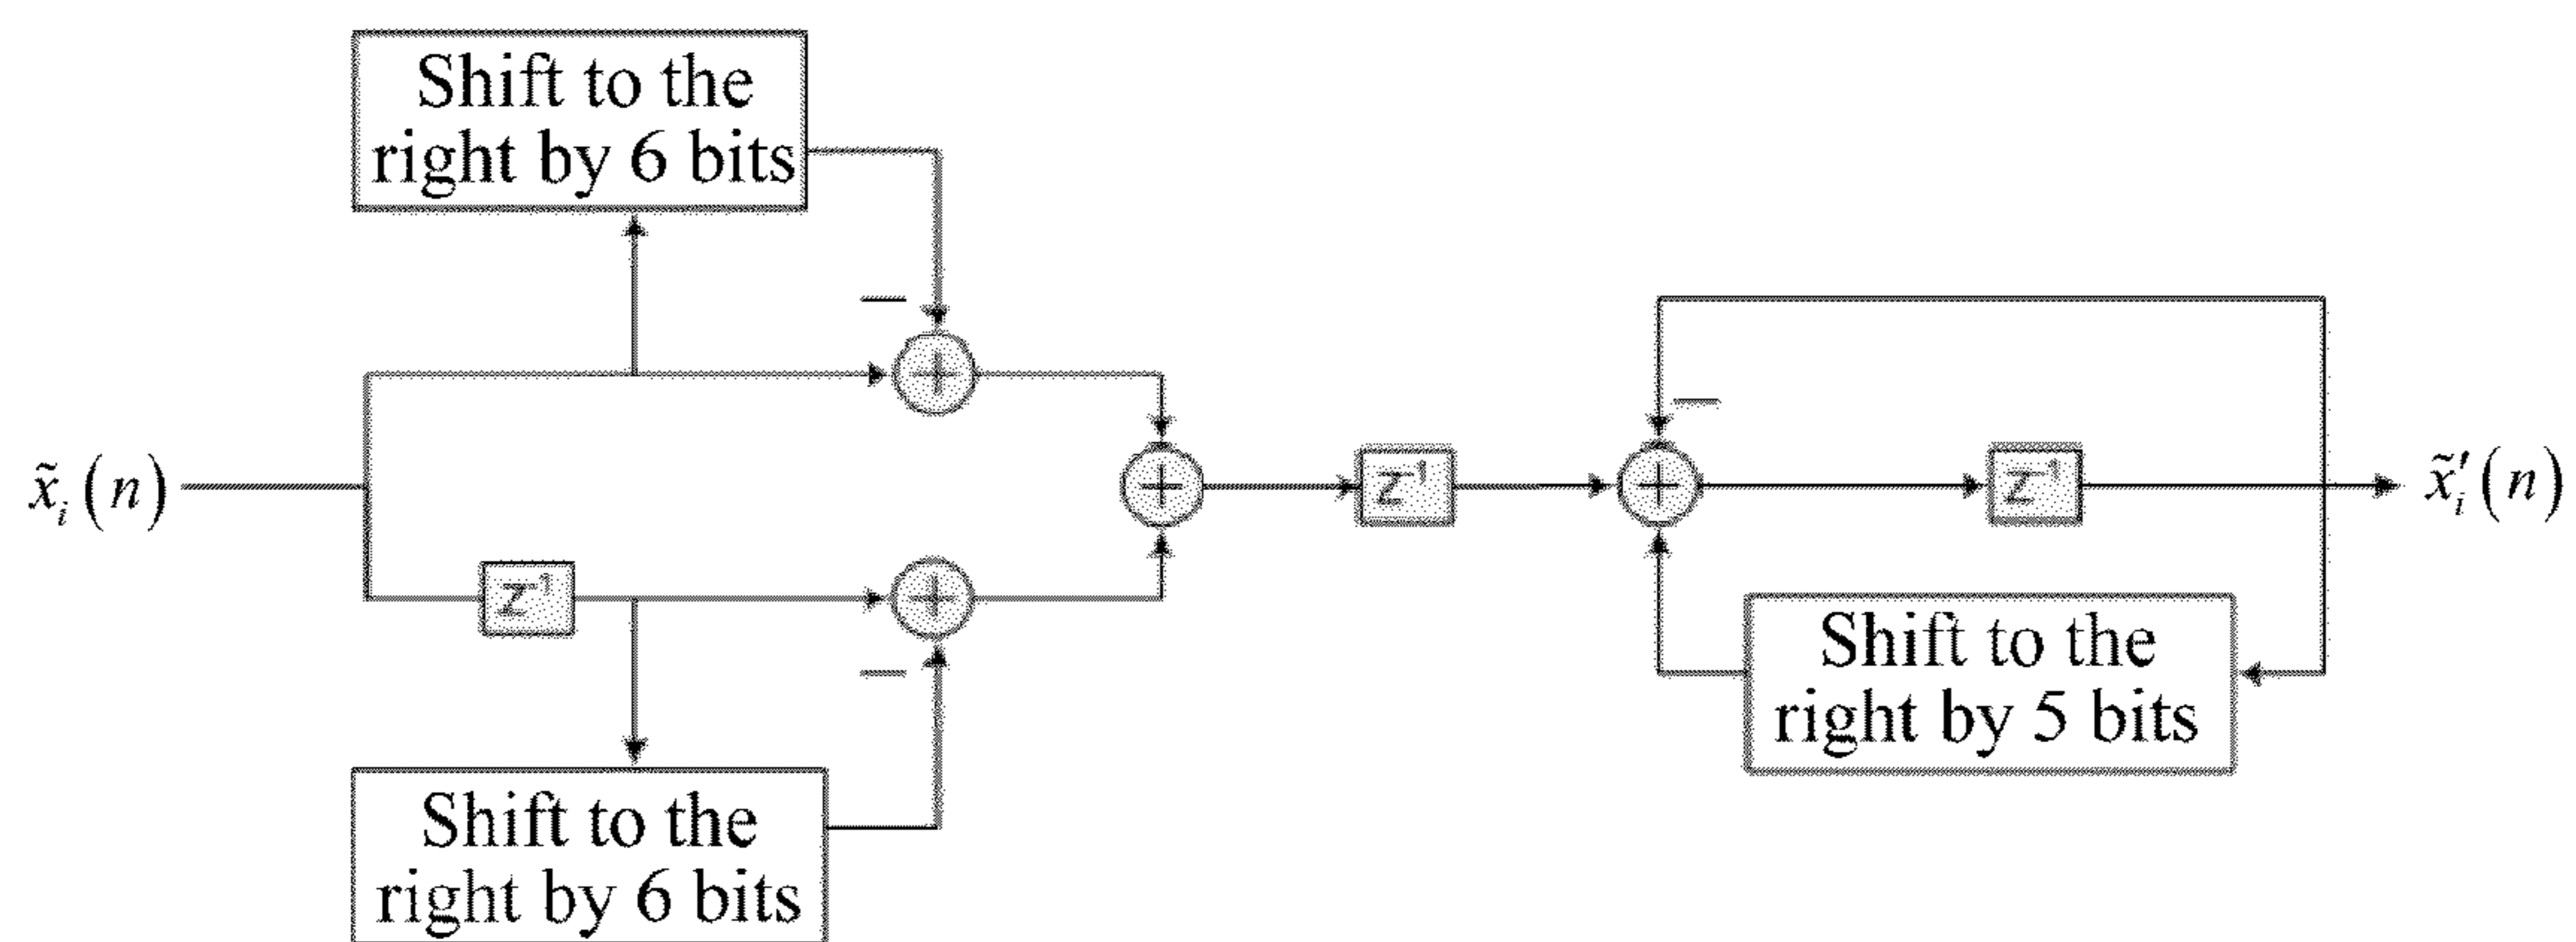 Shift to the
right by 6 bits
−
+
−
x̃ᵢ(n)
+
z⁻¹
+
z⁻¹
x̃′ᵢ(n)
z⁻¹
+
−
Shift to the
right by 5 bits
Shift to the
right by 6 bits